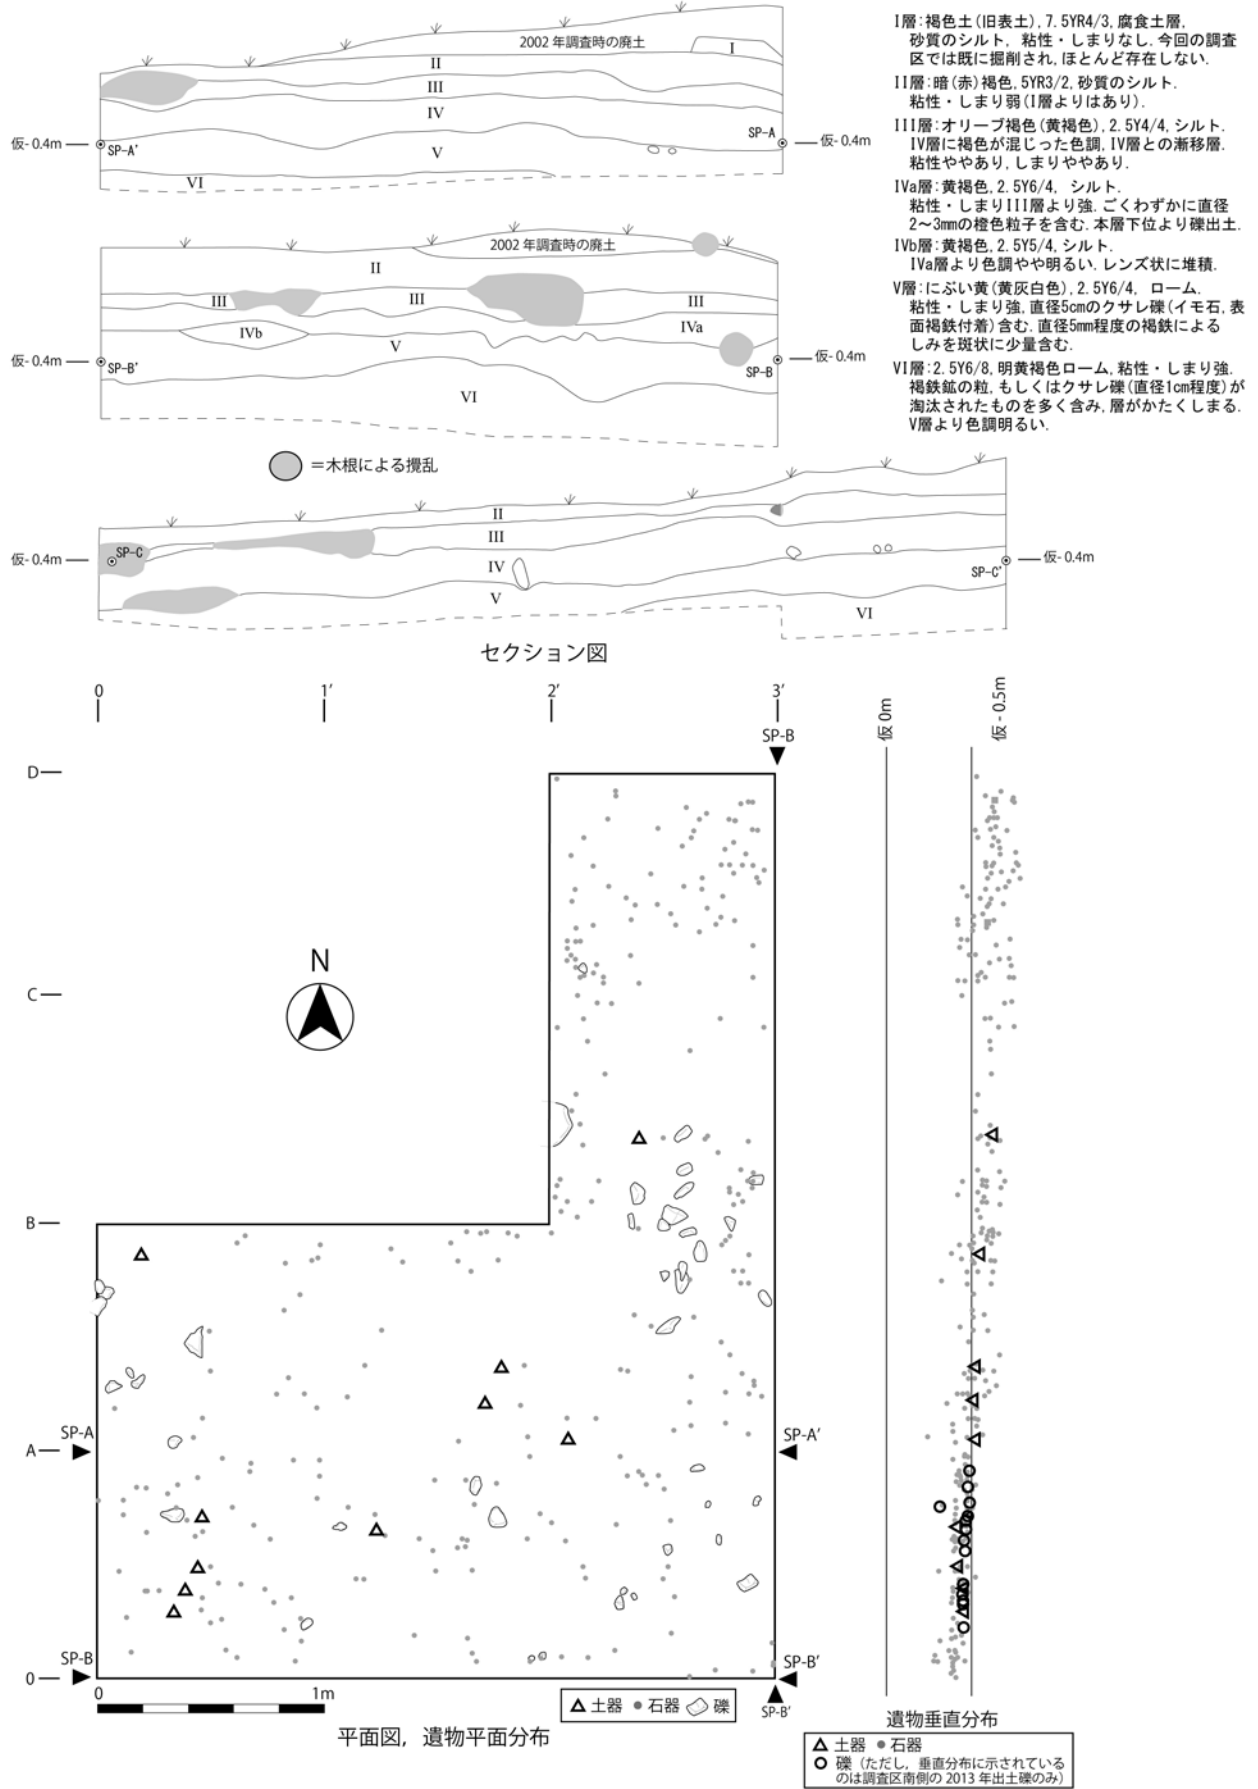 2002 年調査時の廃土
I
II
III
IV
V
VI
仮- 0.4m
SP-A'
SP-A
仮- 0.4m
I層:褐色土(旧表土), 7.5YR4/3, 腐食土層,
砂質のシルト, 粘性・しまりなし. 今回の調査
区では既に掘削され, ほとんど存在しない.
II層:暗(赤)褐色, 5YR3/2, 砂質のシルト.
粘性・しまり弱(I層よりはあり).
III層:オリーブ褐色(黄褐色), 2.5Y4/4, シルト.
IV層に褐色が混じった色調, IV層との漸移層.
粘性ややあり, しまりややあり.
IVa層:黄褐色, 2.5Y6/4, シルト.
粘性・しまりIII層より強. ごくわずかに直径
2～3mmの橙色粒子を含む. 本層下位より礫出土.
IVb層:黄褐色, 2.5Y5/4, シルト.
IVa層より色調やや明るい. レンズ状に堆積.
V層:にぶい黄(黄灰白色), 2.5Y6/4, ローム.
粘性・しまり強, 直径5cmのクサレ礫(イモ石, 表
面褐鉄付着)含む. 直径5mm程度の褐鉄による
しみを斑状に少量含む.
VI層:2.5Y6/8, 明黄褐色ローム, 粘性・しまり強.
褐鉄鉱の粒, もしくはクサレ礫(直径1cm程度)が
淘汰されたものを多く含み, 層がかたくしまる.
V層より色調明るい.
2002 年調査時の廃土
II
III
III
III
IVb
IVa
V
VI
仮- 0.4m
SP-B'
SP-B
仮- 0.4m
=木根による攪乱
II
III
IV
V
VI
仮- 0.4m
SP-C
SP-C'
仮- 0.4m
セクション図
0
1'
2'
3'
SP-B
仮 0m
仮 - 0.5m
D
N
C
B
SP-A
A
SP-A'
SP-B
0
SP-B'
SP-B'
0
1m
土器
石器
礫
平面図, 遺物平面分布
遺物垂直分布
土器
石器
礫 (ただし, 垂直分布に示されている
のは調査区南側の 2013 年出土礫のみ)